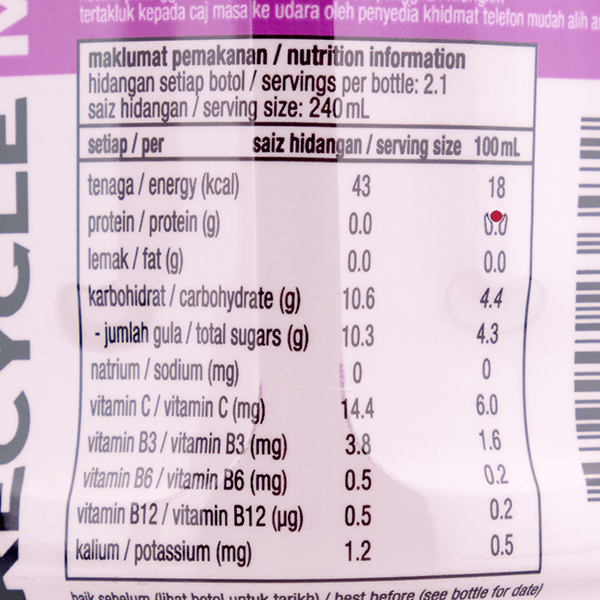 tertakluk kepada caj masa ke udara oleh penyedia khidmat telefon mudah alih
maklumat pemakanan / nutrition information
hidangan setiap botol / servings per bottle: 2.1
saiz hidangan / serving size: 240 mL
setiap / per saiz hidangan / serving size 100 mL
tenaga / energy (kcal) 43 18
protein / protein (g) 0.0 0.0
lemak / fat (g) 0.0 0.0
karbohidrat / carbohydrate (g) 10.6 4.4
- jumlah gula / total sugars (g) 10.3 4.3
natrium / sodium (mg) 0 0
vitamin C / vitamin C (mg) 14.4 6.0
vitamin B3 / vitamin B3 (mg) 3.8 1.6
vitamin B6 / vitamin B6 (mg) 0.5 0.2
vitamin B12 / vitamin B12 (µg) 0.5 0.2
kalium / potassium (mg) 1.2 0.5
baik sebelum (lihat botol untuk tarikh) / best before (see bottle for date)
RECYCLE M